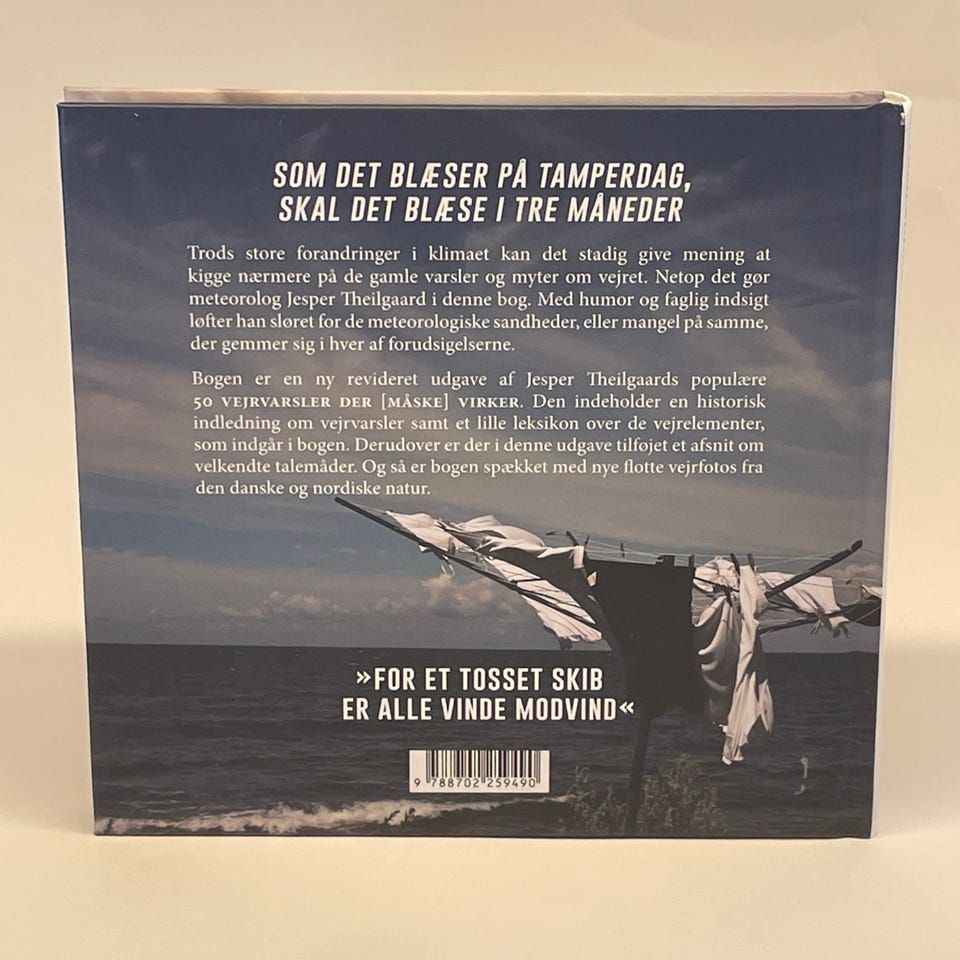 SOM DET BLÆSER PÅ TAMPERDAG,
SKAL DET BLÆSE I TRE MÅNEDER
Trods store forandringer i klimaet kan det stadig give mening at
kigge nærmere på de gamle varsler og myter om vejret. Netop det gør
meteorolog Jesper Theilgaard i denne bog. Med humor og faglig indsigt
løfter han sløret for de meteorologiske sandheder, eller mangel på samme,
der gemmer sig i hver af forudsigelserne.
Bogen er en ny revideret udgave af Jesper Theilgaards populære
50 VEJRVARSLER DER [MÅSKE] VIRKER. Den indeholder en historisk
indledning om vejrvarsler samt et lille leksikon over de vejrelementer,
som indgår i bogen. Derudover er der i denne udgave tilføjet et afsnit om
velkendte talemåder. Og så er bogen spækket med nye flotte vejrfotos fra
den danske og nordiske natur.
»FOR ET TOSSET SKIB
ER ALLE VINDE MODVIND«
9 788702 259490